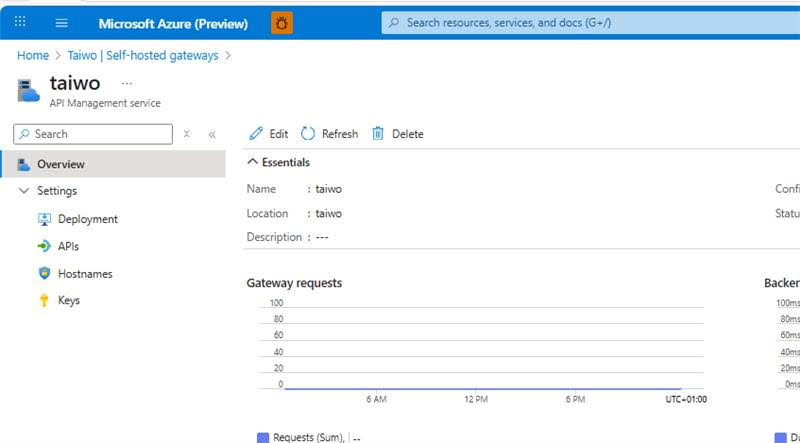 Microsoft Azure (Preview)
Search resources, services, and docs (G+/)
Home > Taiwo | Self-hosted gateways >
taiwo ...
API Management service
Search
Edit Refresh Delete
Overview
Settings
Deployment
APIs
Hostnames
Keys
Essentials
Name : taiwo
Location : taiwo
Description : ---
Confi
Statu
Gateway requests
100
80
60
40
20
0
6 AM 12 PM 6 PM UTC+01:00
Requests (Sum), | --
Backen
100ms
80ms
60ms
40ms
20ms
0ms
Du